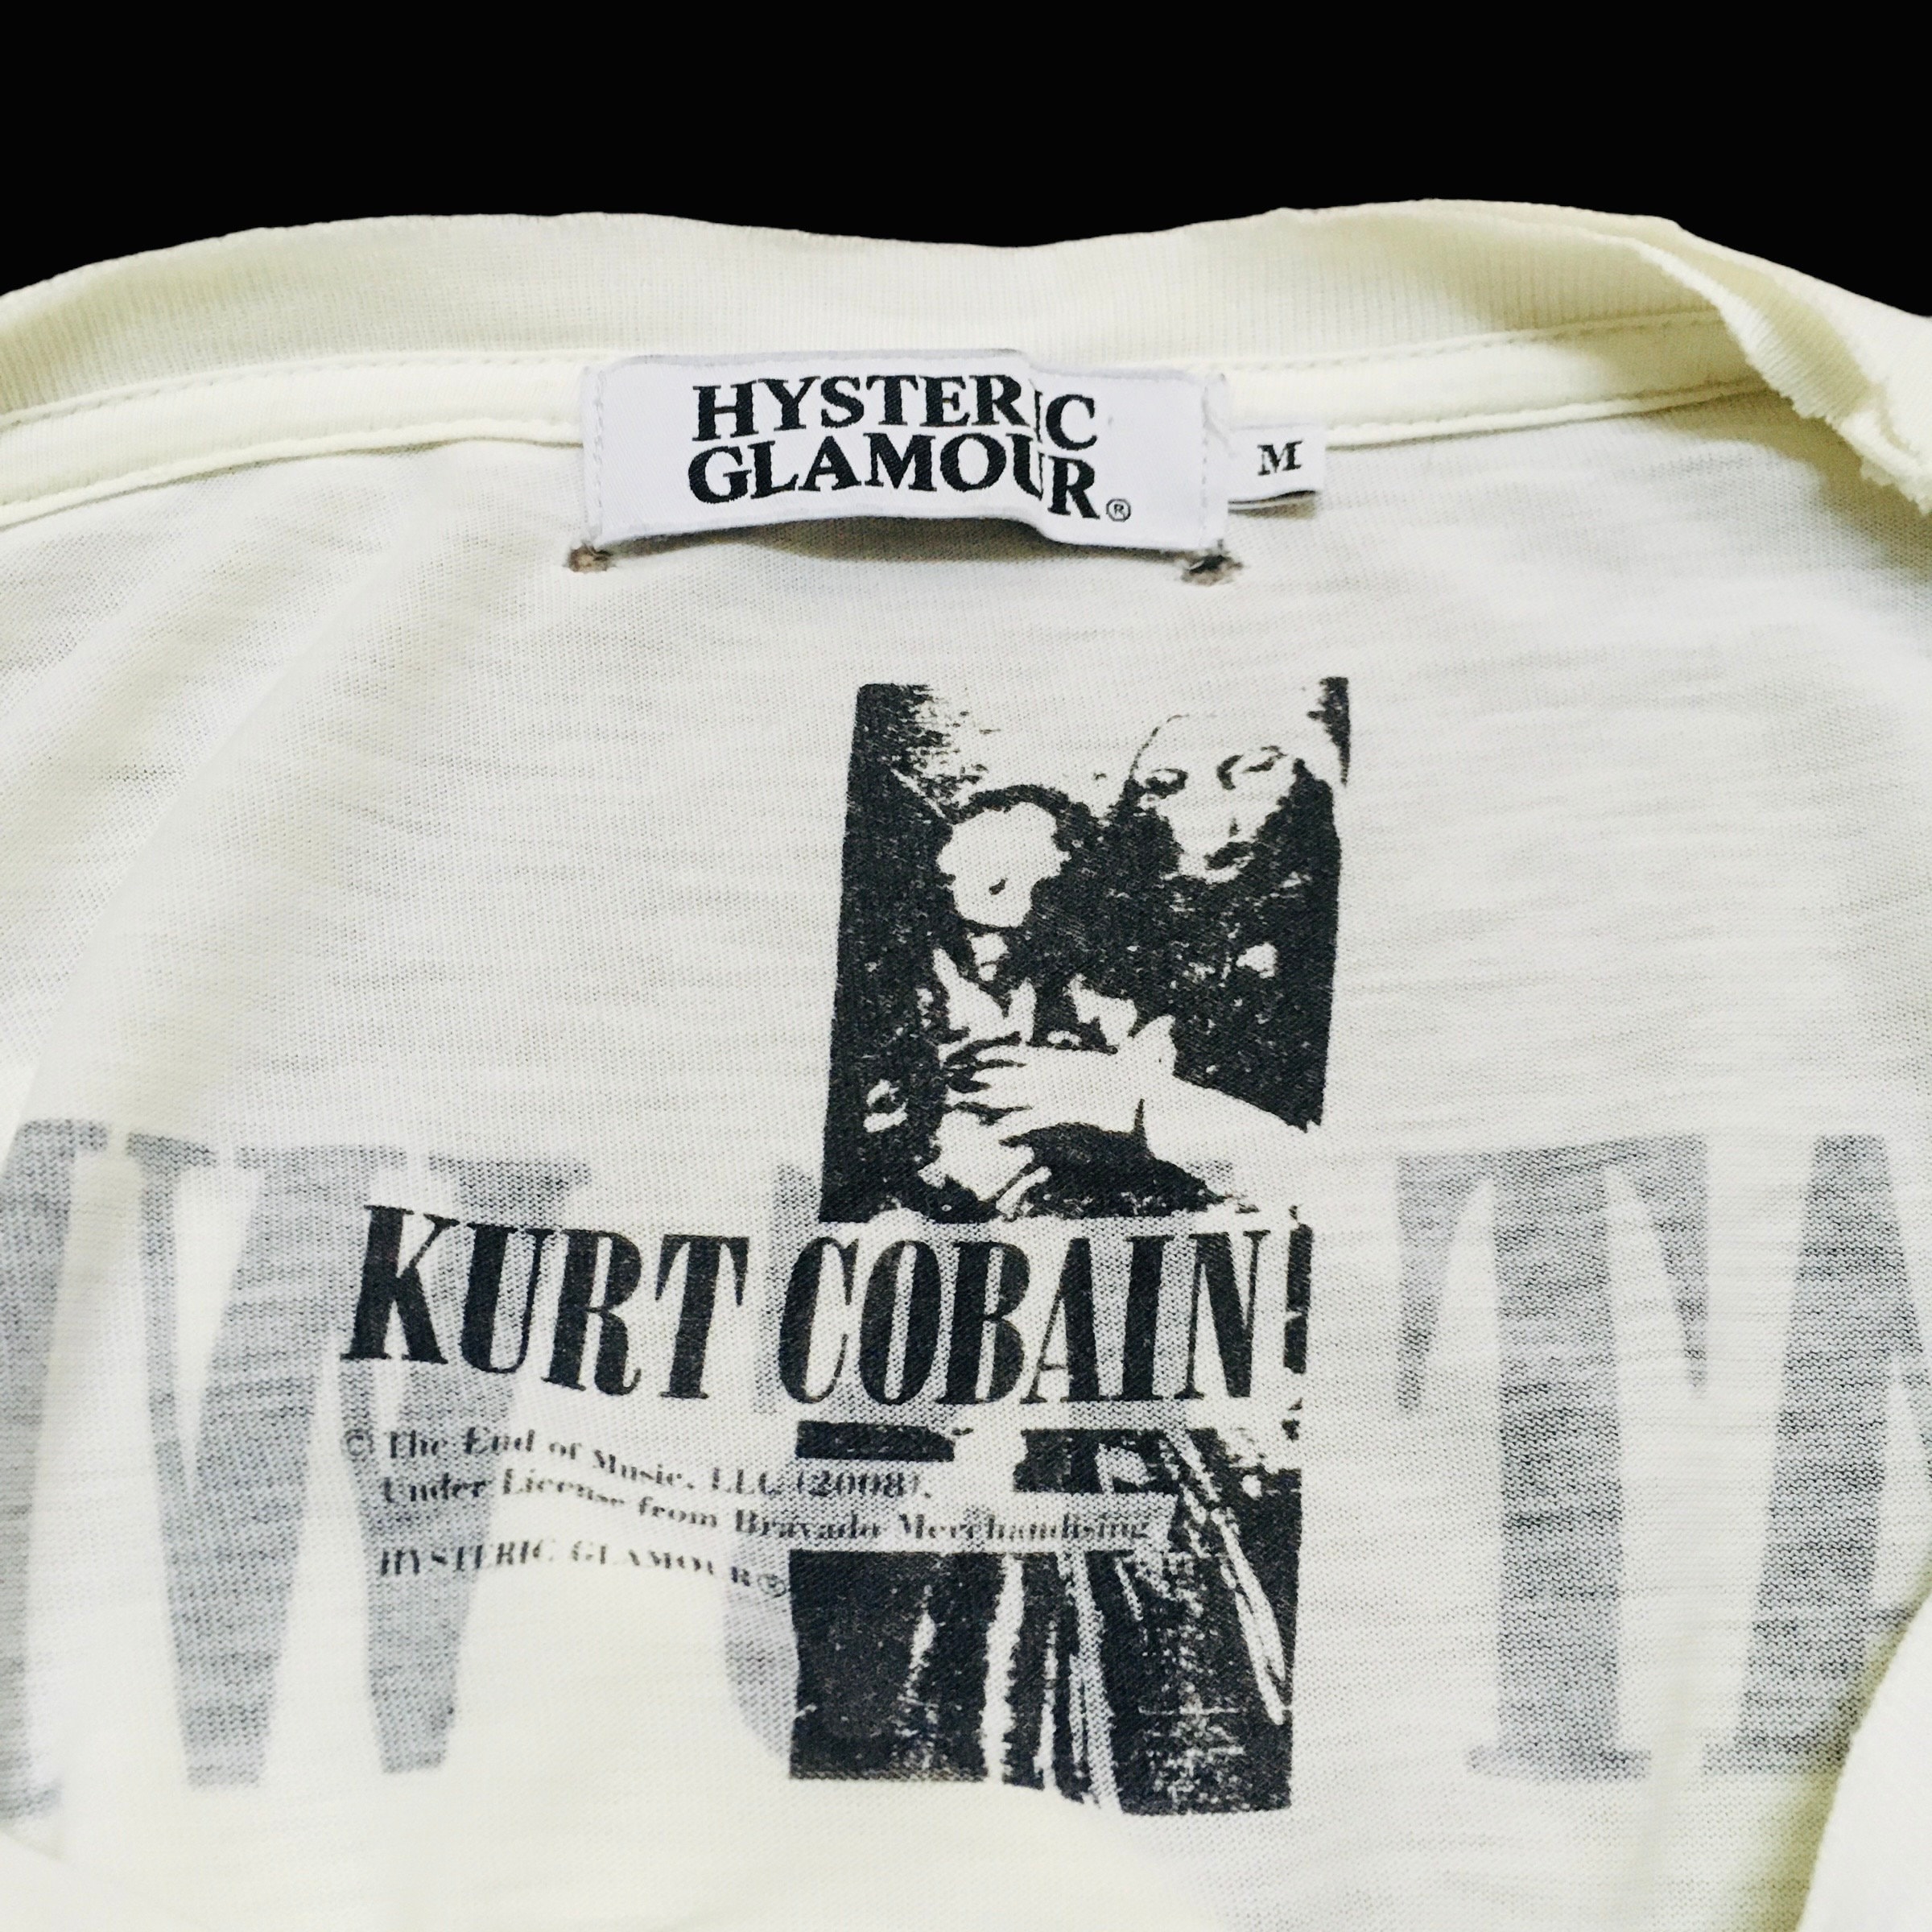 HYSTERIC
GLAMOUR®
M
KURT COBAIN
© The End of Music, LLC (2008).
Under License from Bravado Merchandising
HYSTERIC GLAMOUR®